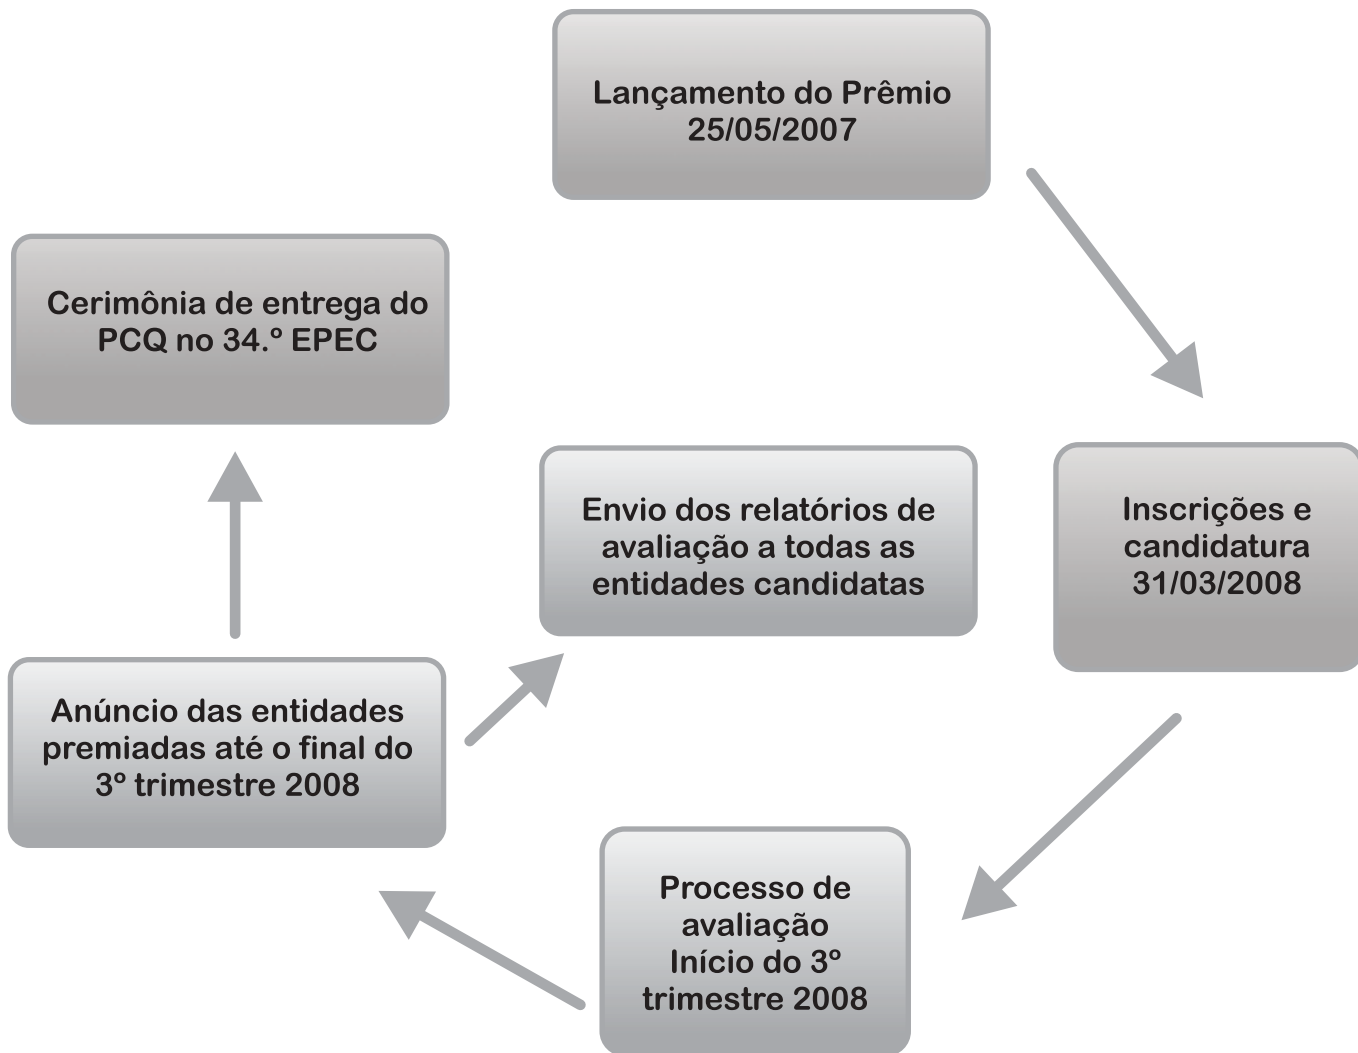 Lançamento do Prêmio
25/05/2007
Cerimônia de entrega do
PCQ no 34.º EPEC
Envio dos relatórios de
avaliação a todas as
entidades candidatas
Inscrições e
candidatura
31/03/2008
Anúncio das entidades
premiadas até o final do
3º trimestre 2008
Processo de
avaliação
Início do 3º
trimestre 2008